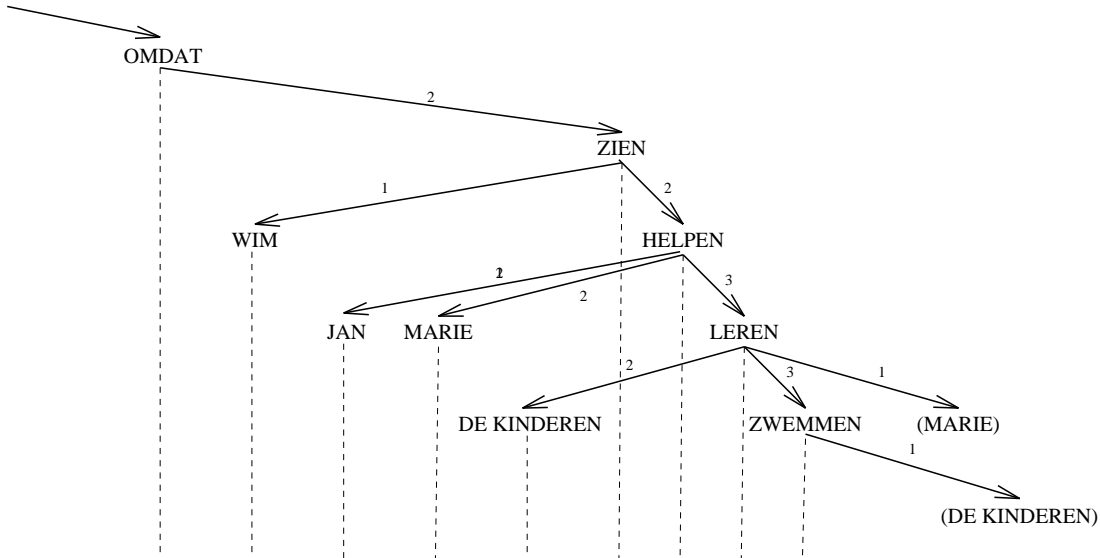 OMDAT
2
ZIEN
1
2
WIM
HELPEN
2
3
JAN
MARIE
LEREN
2
3
1
DE KINDEREN
ZWEMMEN
(MARIE)
1
(DE KINDEREN)